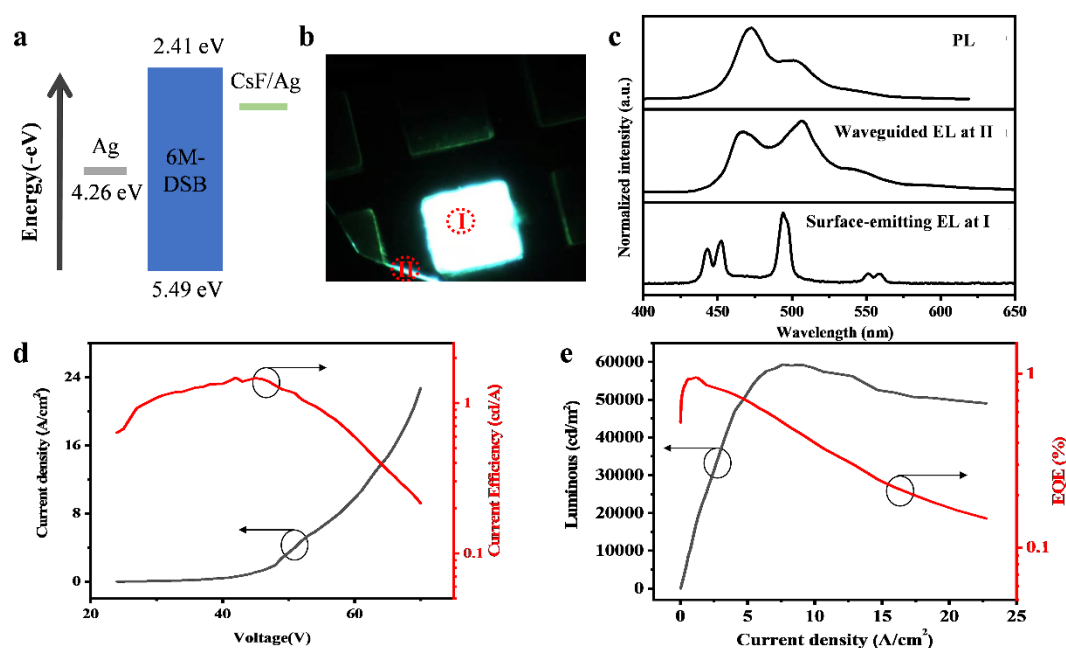 a
2.41 eV
CsF/Ag
Energy(-eV)
Ag
4.26 eV
6M-
DSB
5.49 eV
b
I
II
c
PL
Waveguided EL at II
Surface-emitting EL at I
Normalized intensity (a.u.)
400
450
500
550
600
650
Wavelength (nm)
d
24
16
8
0
Current density (A/cm²)
1
0.1
Current Efficiency (cd/A)
20
40
60
Voltage(V)
e
60000
50000
40000
30000
20000
10000
0
Luminous (cd/m²)
1
0.1
EQE (%)
0
5
10
15
20
25
Current density (A/cm²)